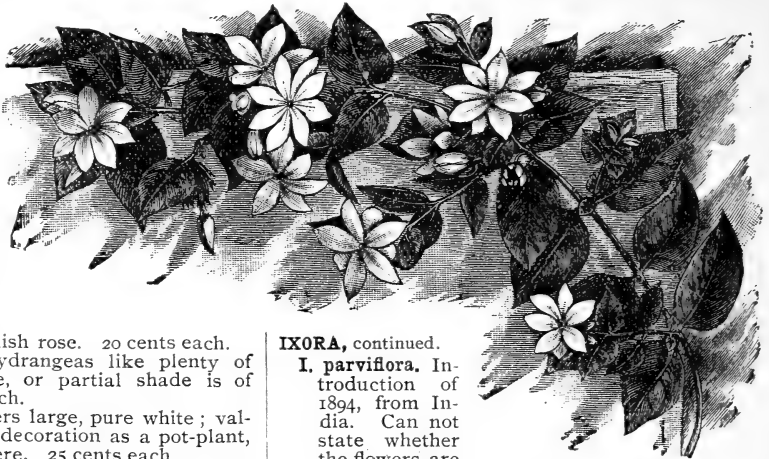 ish rose. 20 cents each.
ydrangeas like plenty of
e, or partial shade is of
ch.
ers large, pure white ; val-
decoration as a pot-plant,
ere. 25 cents each
IXORA, continued.
I. parviflora. In-
troduction of
1894, from In-
dia. Can not
state whether
the flowers are